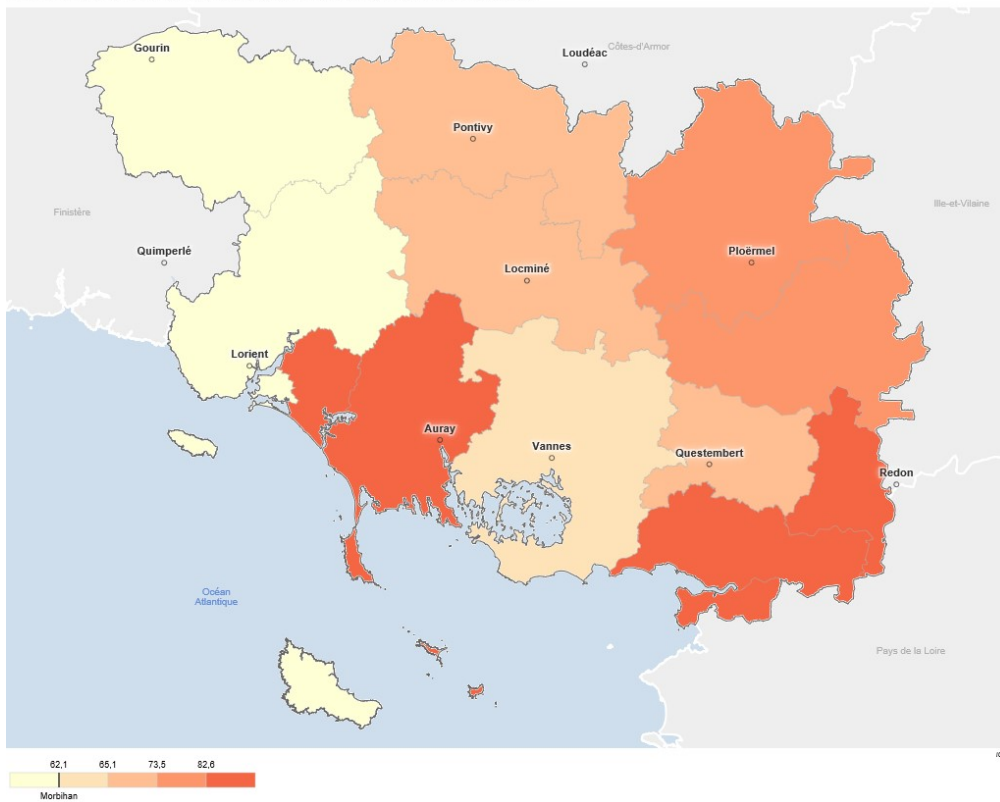 Gourin
Loudéac
Côtes-d'Armor
Pontivy
Finistère
Ille-et-Vilaine
Quimperlé
Ploërmel
Locminé
Lorient
Auray
Vannes
Questembert
Redon
Océan
Atlantique
Pays de la Loire
62,1
65,1
73,5
82,6
Morbihan